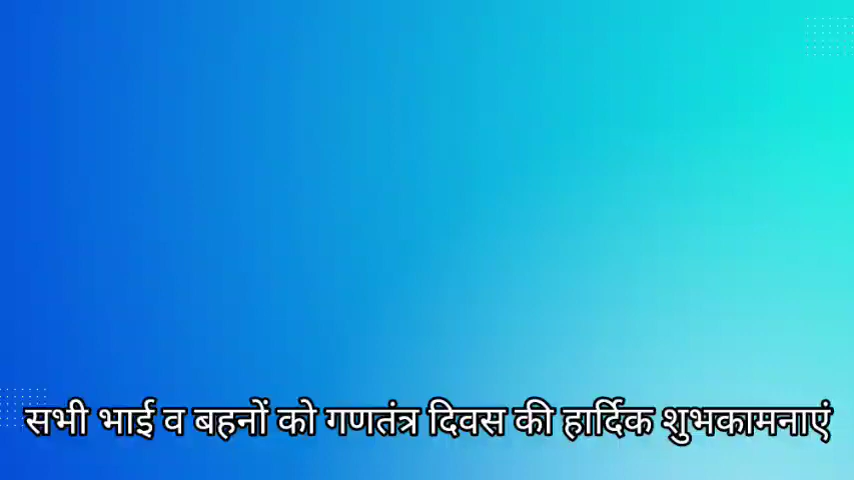 सभी भाई व बहनों को गणतंत्र दिवस की हार्दिक शुभकामनाएं